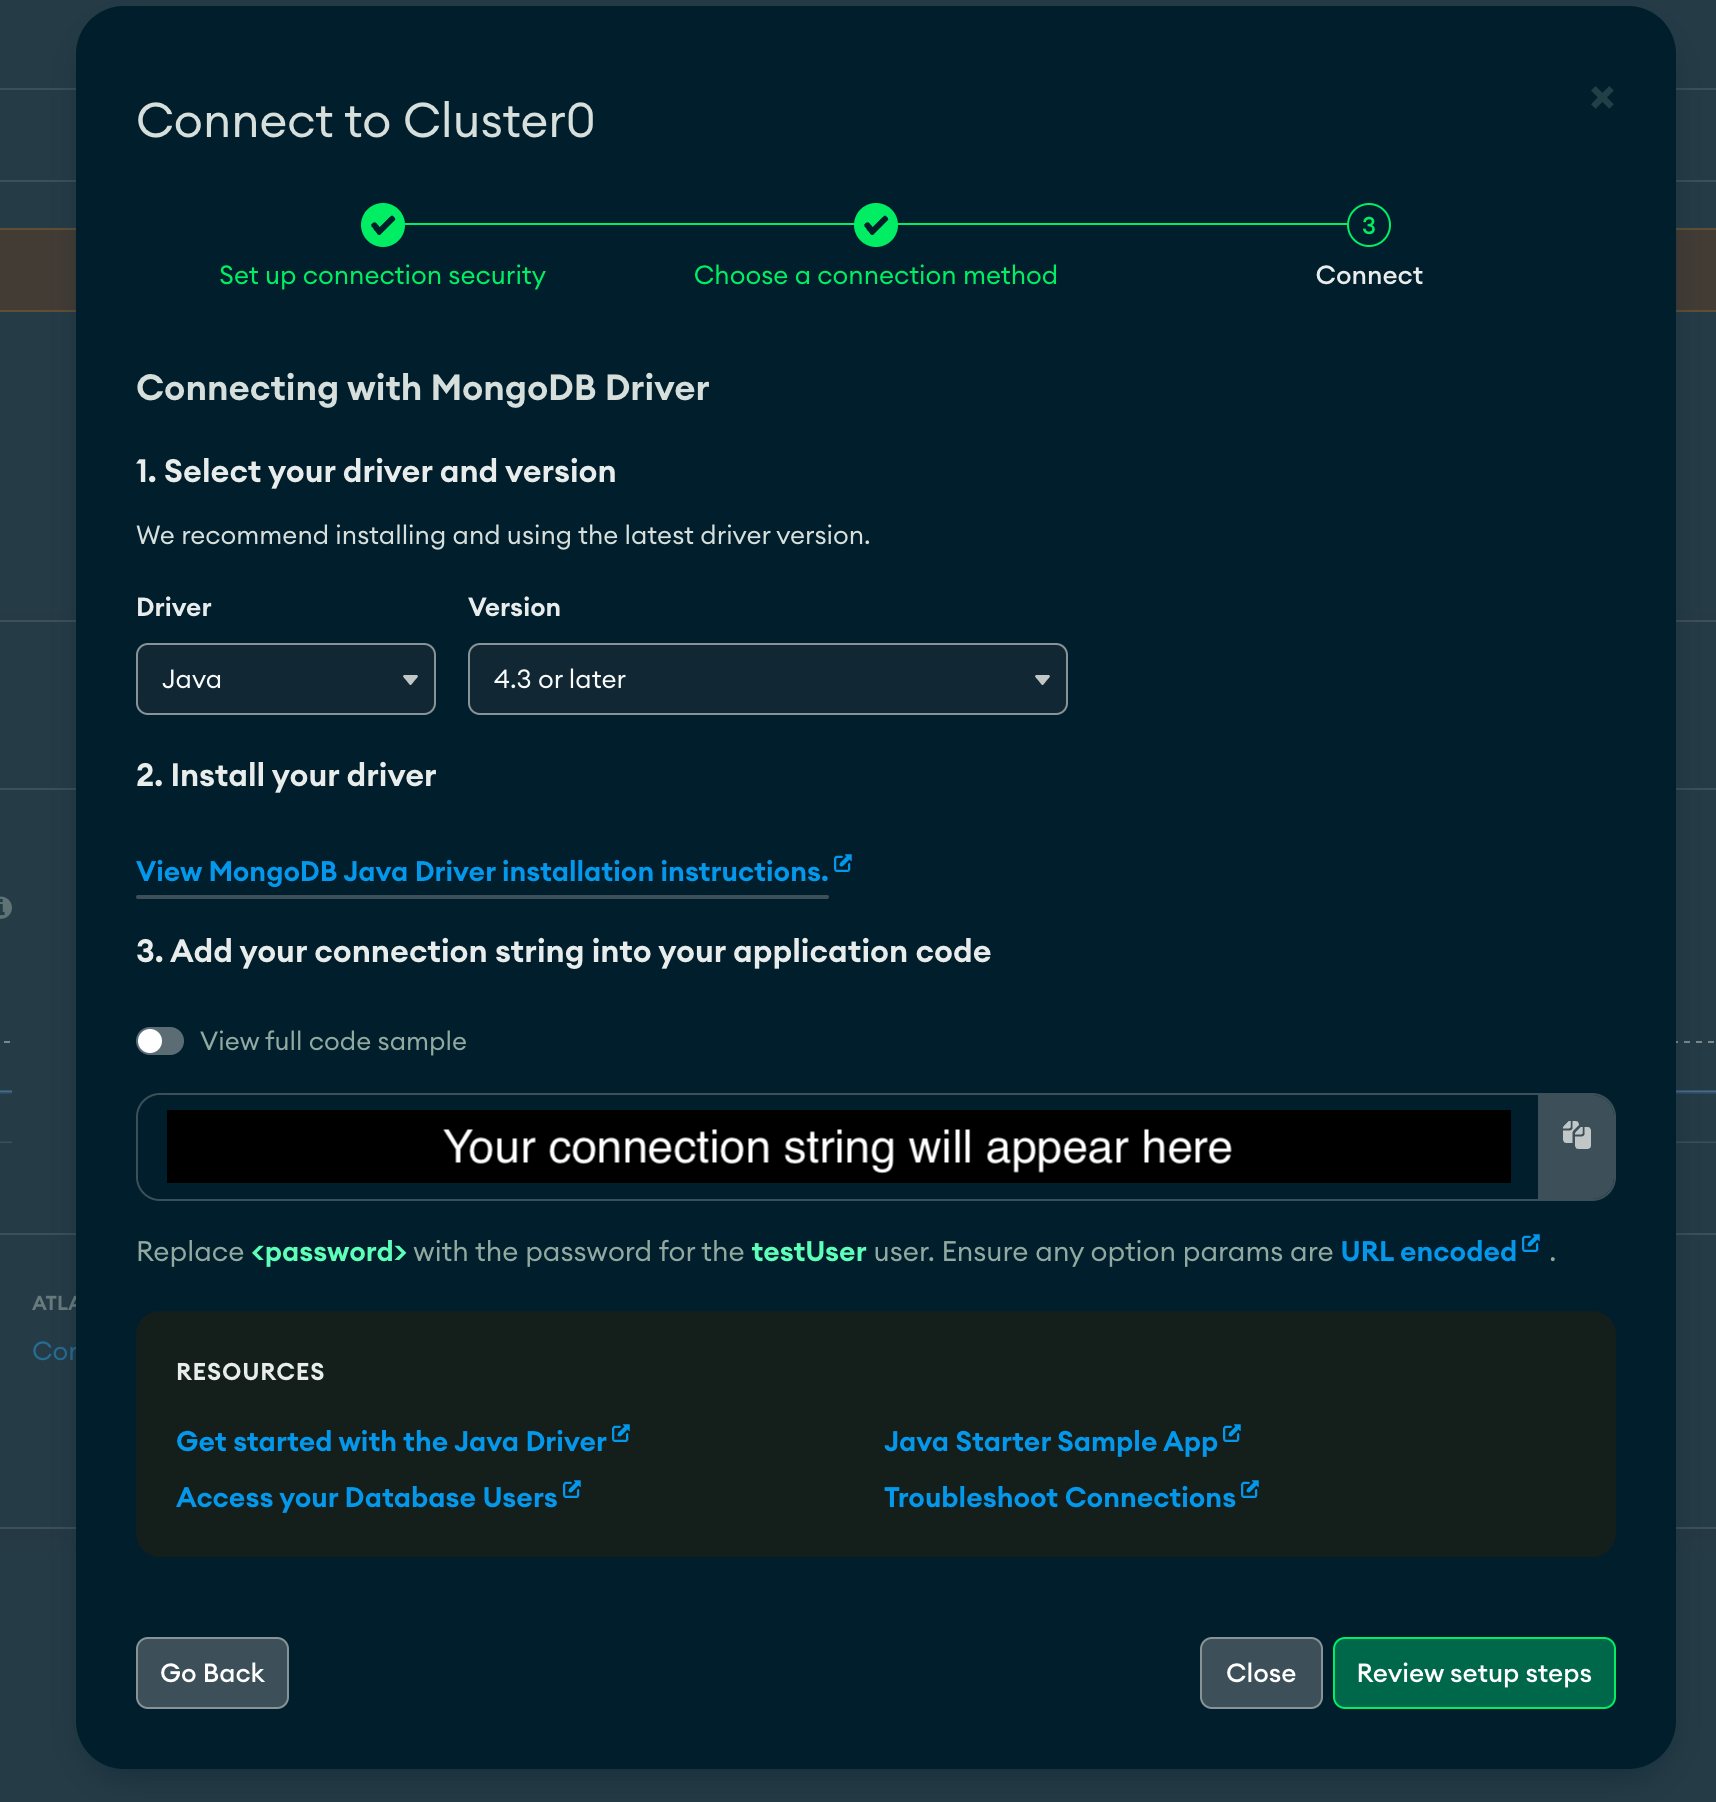 Connect to Cluster0
3
Set up connection security
Choose a connection method
Connect
Connecting with MongoDB Driver
1. Select your driver and version
We recommend installing and using the latest driver version.
Driver
Version
Java
4.3 or later
2. Install your driver
View MongoDB Java Driver installation instructions.
3. Add your connection string into your application code
View full code sample
Your connection string will appear here
Replace <password> with the password for the testUser user. Ensure any option params are URL encoded .
ATLA
Cor
RESOURCES
Get started with the Java Driver
Java Starter Sample App
Access your Database Users
Troubleshoot Connections
Go Back
Close
Review setup steps